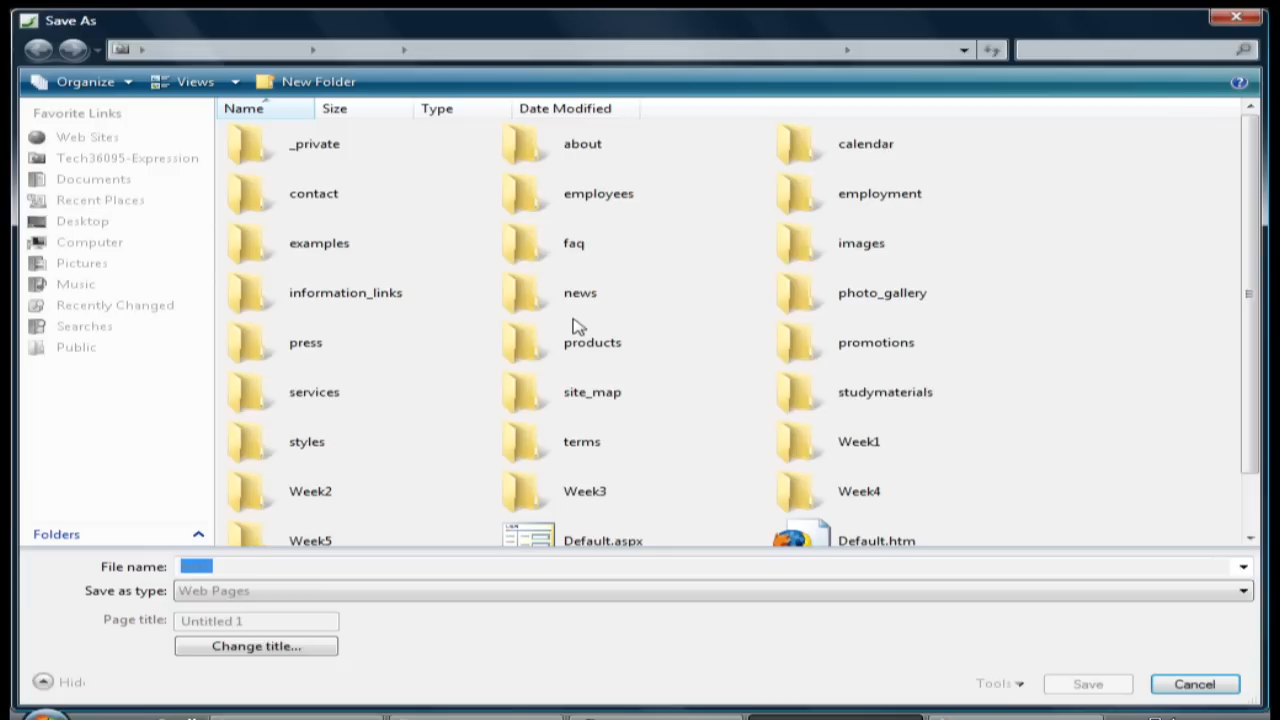 Save As
Organize Views New Folder
Favorite Links
Web Sites
Tech36095-Expression
Documents
Recent Places
Desktop
Computer
Pictures
Music
Recently Changed
Searches
Public
Folders
Name Size Type Date Modified
_private about calendar
contact employees employment
examples faq images
information_links news photo_gallery
press products promotions
services site_map studymaterials
styles terms Week1
Week2 Week3 Week4
Week5 Default.aspx Default.htm
File name:
Save as type: Web Pages
Page title: Untitled 1
Change title...
Tools Save Cancel